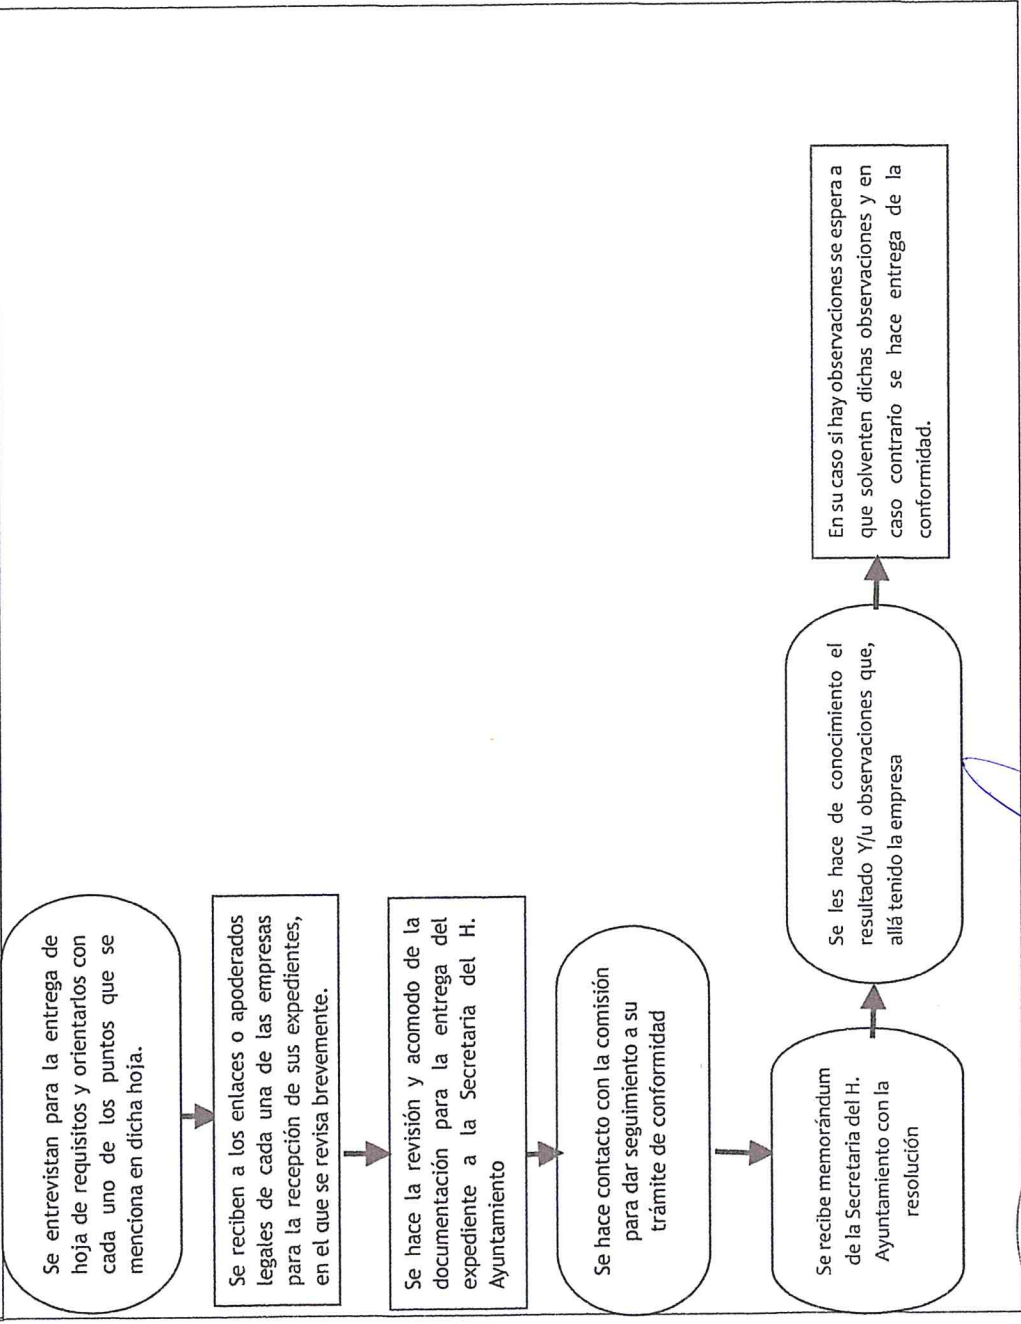 Se entrevistan para la entrega de
hoja de requisitos y orientarlos con
cada uno de los puntos que se
menciona en dicha hoja.
Se reciben a los enlaces o apoderados
legales de cada una de las empresas
para la recepción de sus expedientes,
en el que se revisa brevemente.
Se hace la revisión y acomodo de la
documentación para la entrega del
expediente a la Secretaria del H.
Ayuntamiento
Se hace contacto con la comisión
para dar seguimiento a su
trámite de conformidad
Se recibe memorándum
de la Secretaria del H.
Ayuntamiento con la
resolución
Se les hace de conocimiento el
resultado Y/u observaciones que,
allá tenido la empresa
En su caso si hay observaciones se espera a
que solventen dichas observaciones y en
caso contrario se hace entrega de la
conformidad.